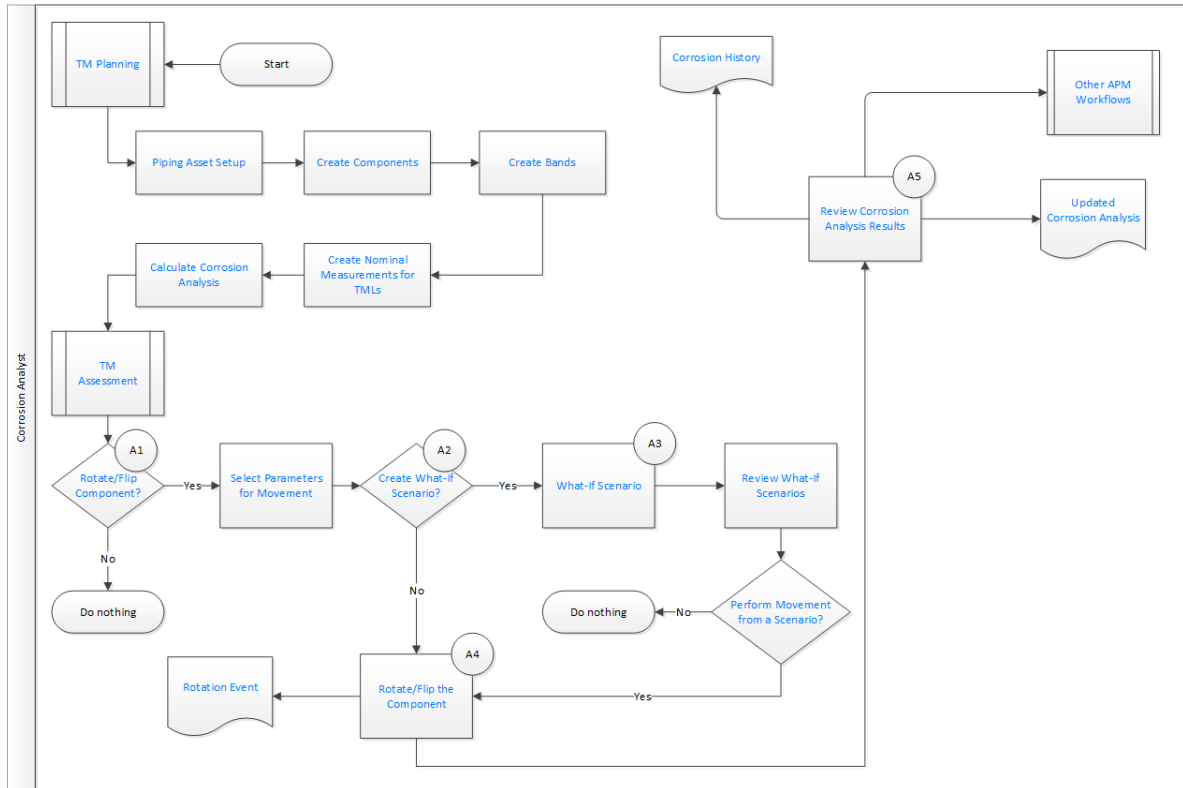 Corrosion Analyst
TM Planning
Start
Corrosion History
Other APM
Workflows
Piping Asset Setup
Create Components
Create Bands
A5
Review Corrosion
Analysis Results
Updated
Corrosion Analysis
Calculate Corrosion
Analysis
Create Nominal
Measurements for
TMLs
TM
Assessment
A1
Rotate/Flip
Component?
Yes
Select Parameters
for Movement
A2
Create What-If
Scenario?
Yes
A3
What-If Scenario
Review What-If
Scenarios
No
Do nothing
No
Do nothing
No
Perform Movement
from a Scenario?
A4
Rotation Event
Rotate/Flip the
Component
Yes